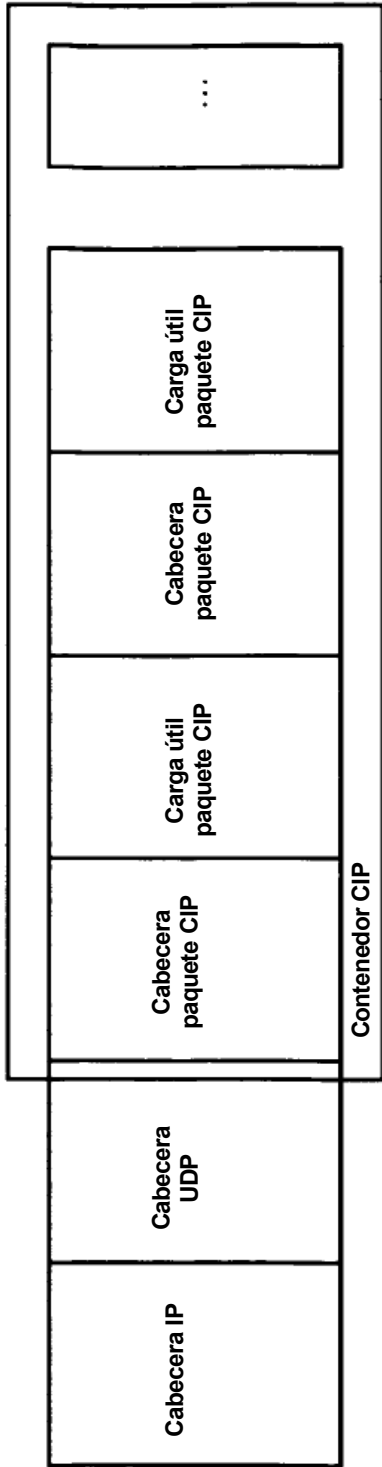 Cabecera IP
Cabecera
UDP
Cabecera
paquete CIP
Carga útil
paquete CIP
Cabecera
paquete CIP
Carga útil
paquete CIP
...
Contenedor CIP